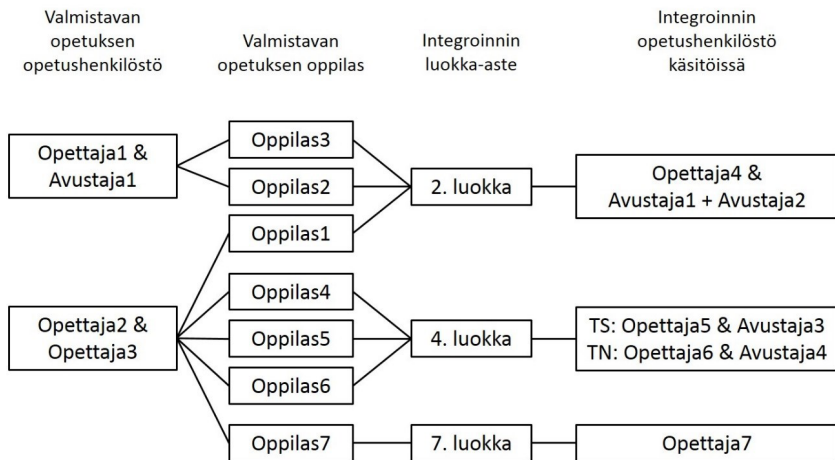 Valmistavan
opetuksen
opetushenkilöstö
Valmistavan
opetuksen oppilas
Integroinnin
luokka-aste
Integroinnin
opetushenkilöstö
käsitöissä
Opettaja1 &
Avustaja1
Oppilas3
Oppilas2
Oppilas1
2. luokka
Opettaja4 &
Avustaja1 + Avustaja2
Opettaja2 &
Opettaja3
Oppilas4
Oppilas5
Oppilas6
4. luokka
TS: Opettaja5 & Avustaja3
TN: Opettaja6 & Avustaja4
Oppilas7
7. luokka
Opettaja7